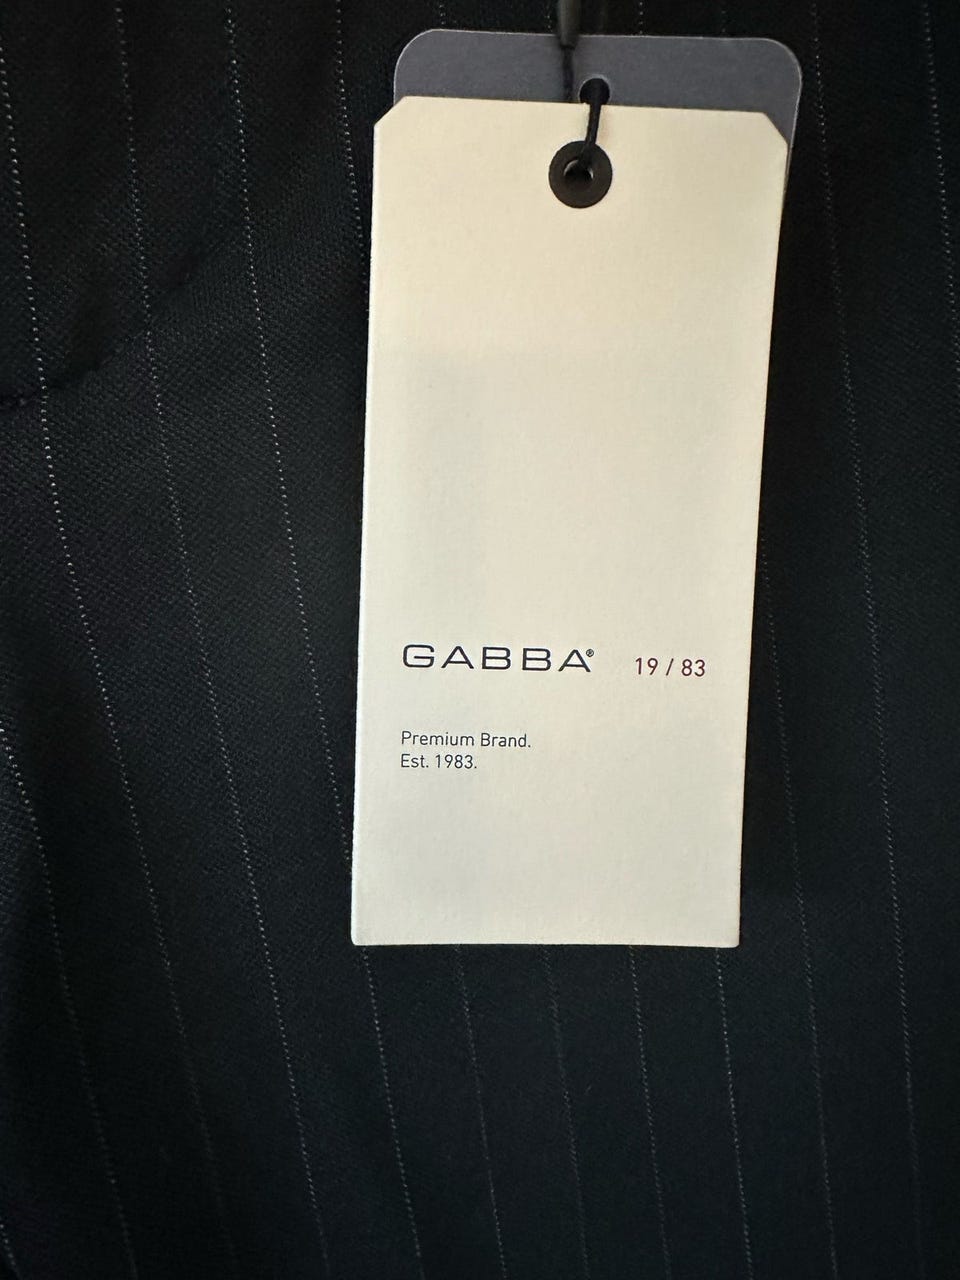 GABBA® 19 / 83
Premium Brand.
Est. 1983.